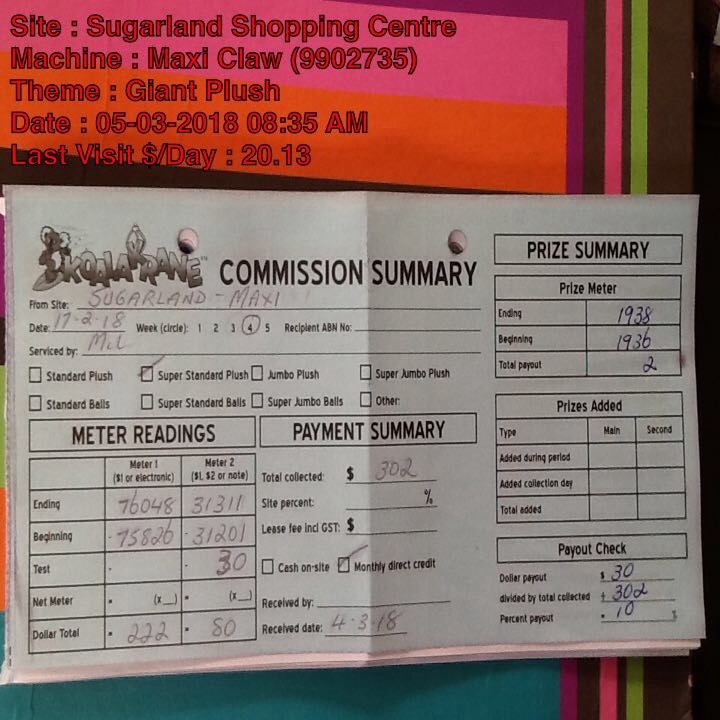 Site : Sugarland Shopping Centre
Machine : Maxi Claw (9902735)
Theme : Giant Plush
Date : 05-03-2018 08:35 AM
Last Visit $/Day : 20.13
KOALA KRANE™ COMMISSION SUMMARY
From Site: SUGARLAND - MAXI
Date: 17-2-18 Week (circle): 1 2 3 4 5 Recipient ABN No:
Serviced by:
Standard Plush Super Standard Plush Jumbo Plush Super Jumbo Plush
Standard Balls Super Standard Balls Super Jumbo Balls Other:
METER READINGS
Meter 1 Meter 2
($1 or electronic) ($1, $2 or note)
Ending 76048 31311
Beginning - 75826 - 31201
Test - - 30
Net Meter = (x__) = (x__)
Dollar Total = 222 = 80
PAYMENT SUMMARY
Total collected: $ 302
Site percent: %
Lease fee incl GST: $
Cash on-site Monthly direct credit
Received by:
Received date: 4-3-18
PRIZE SUMMARY
Prize Meter
Ending 1938
Beginning 1936
Total payout 2
Prizes Added
Type Main Second
Added during period
Added collection day
Total added
Payout Check
Dollar payout $ 30
divided by total collected ÷ 302
Percent payout = 10 %